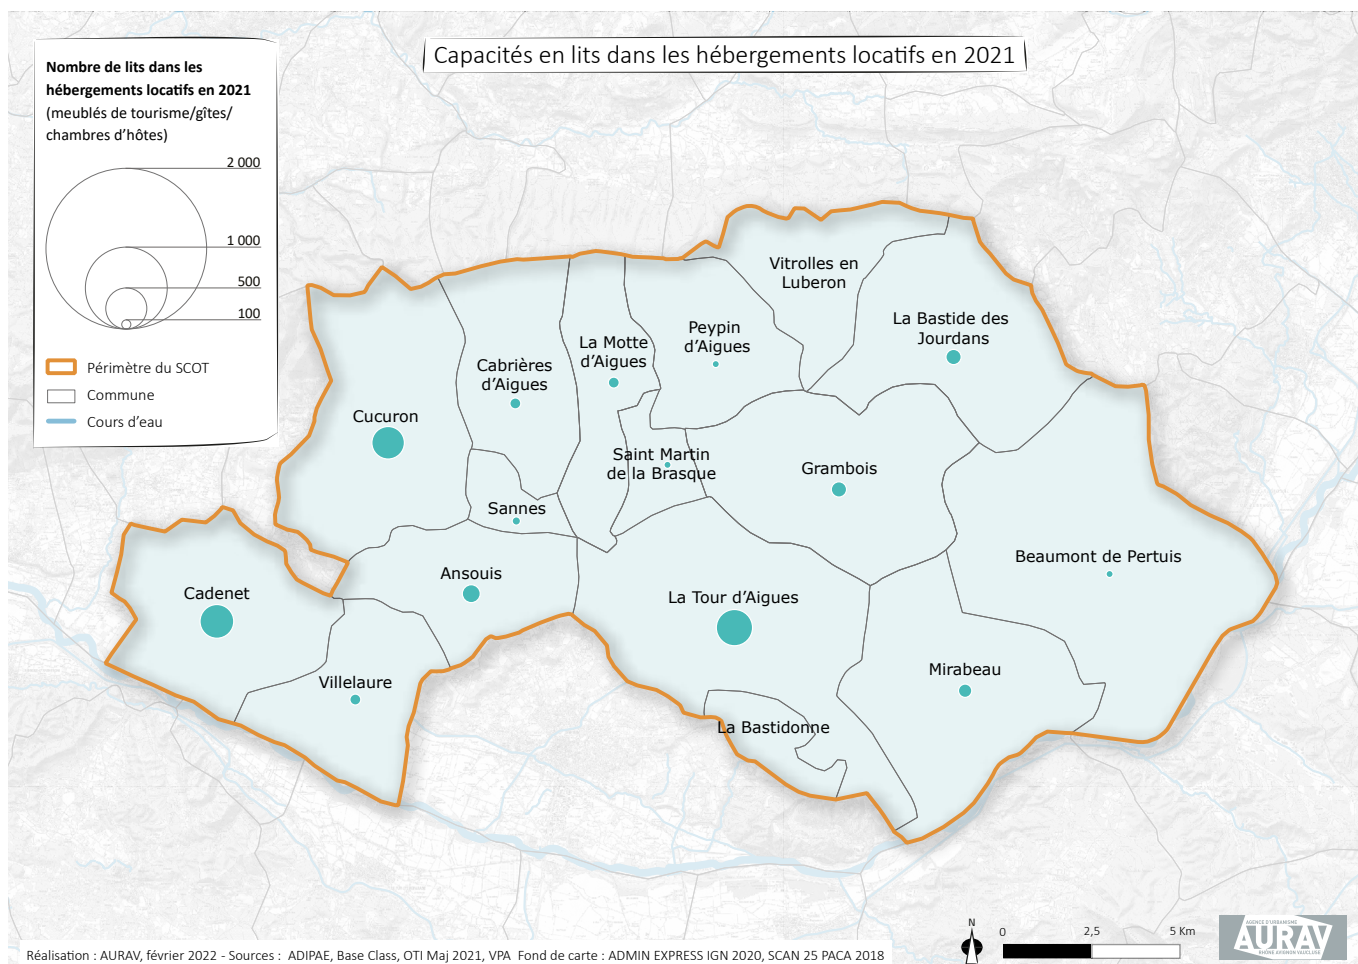 Capacités en lits dans les hébergements locatifs en 2021
Nombre de lits dans les
hébergements locatifs en 2021
(meublés de tourisme/gîtes/
chambres d'hôtes)
2 000
1 000
500
100
Périmètre du SCOT
Commune
Cours d'eau
Vitrolles en
Luberon
La Bastide des
Jourdans
Peypin
d'Aigues
La Motte
d'Aigues
Cabrières
d'Aigues
Cucuron
Saint Martin
de la Brasque
Grambois
Sannes
Beaumont de Pertuis
Ansouis
Cadenet
La Tour d'Aigues
Mirabeau
Villelaure
La Bastidonne
N
0 2,5 5 Km
AGENCE D'URBANISME
AURAV
RHÔNE AVIGNON VAUCLUSE
Réalisation : AURAV, février 2022 - Sources : ADIPAE, Base Class, OTI Maj 2021, VPA Fond de carte : ADMIN EXPRESS IGN 2020, SCAN 25 PACA 2018